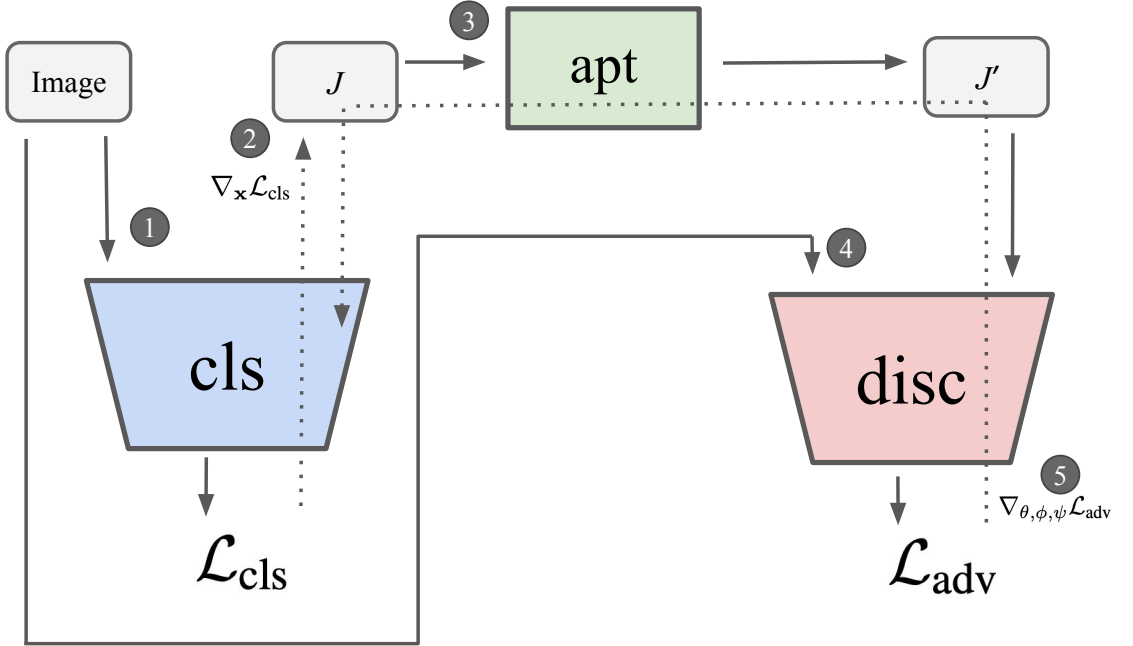 3
Image
J
apt
J′
2
∇ₓℒcls
1
4
cls
disc
5
∇θ,ϕ,ψℒadv
ℒcls
ℒadv